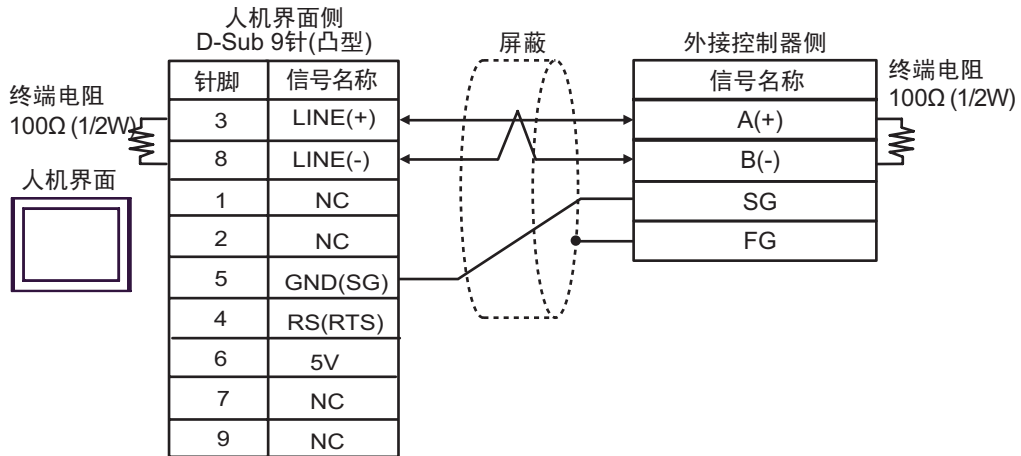 人机界面侧
D-Sub 9针(凸型)
屏蔽
外接控制器侧
终端电阻
100Ω (1/2W)
针脚 信号名称
3 LINE(+)
8 LINE(-)
1 NC
2 NC
5 GND(SG)
4 RS(RTS)
6 5V
7 NC
9 NC
人机界面
信号名称
A(+)
B(-)
SG
FG
终端电阻
100Ω (1/2W)